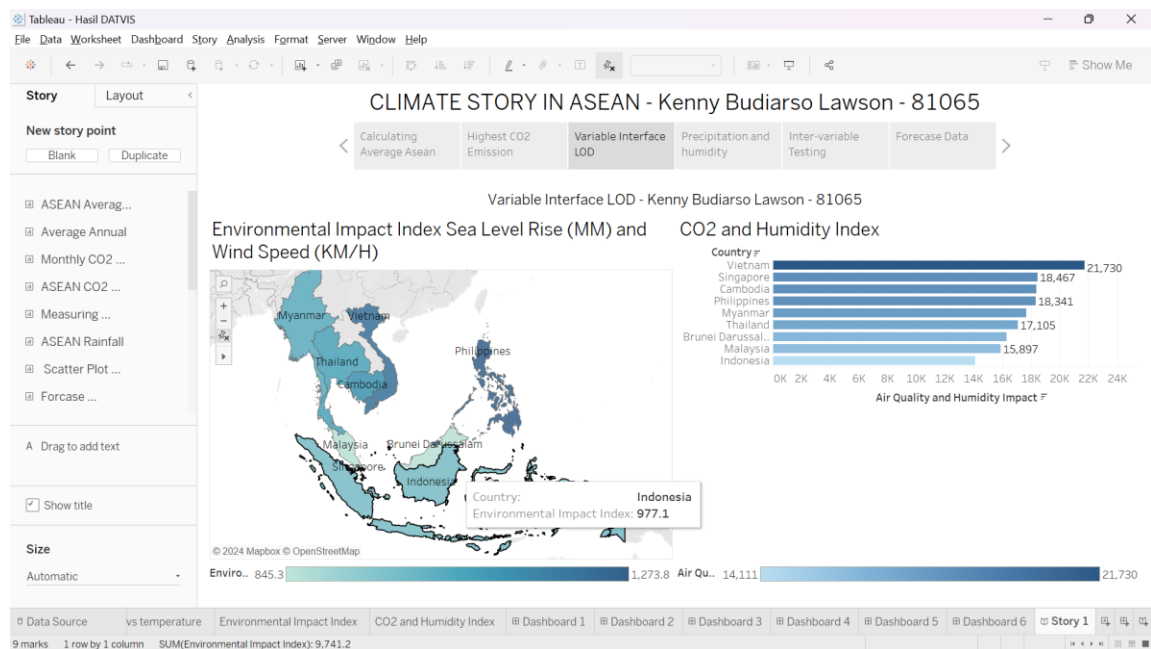 Tableau - Hasil DATVIS
File Data Worksheet Dashboard Story Analysis Format Server Window Help
Show Me
Story Layout
New story point
Blank Duplicate
ASEAN Averag...
Average Annual
Monthly CO2 ...
ASEAN CO2 ...
Measuring ...
ASEAN Rainfall
Scatter Plot ...
Forcase ...
A Drag to add text
Show title
Size
Automatic
CLIMATE STORY IN ASEAN - Kenny Budiarso Lawson - 81065
Calculating
Average Asean
Highest CO2
Emission
Variable Interface
LOD
Precipitation and
humidity
Inter-variable
Testing
Forecase Data
Variable Interface LOD - Kenny Budiarso Lawson - 81065
Environmental Impact Index Sea Level Rise (MM) and
Wind Speed (KM/H)
Myanmar
Vietnam
Thailand
Philippines
Cambodia
Malaysia
Brunei Darussalam
Singapore
Indonesia
Country: Indonesia
Environmental Impact Index: 977.1
© 2024 Mapbox © OpenStreetMap
Enviro.. 845.3 1,273.8
CO2 and Humidity Index
Country
Vietnam 21,730
Singapore 18,467
Cambodia
Philippines 18,341
Myanmar
Thailand 17,105
Brunei Darussal..
Malaysia 15,897
Indonesia
0K 2K 4K 6K 8K 10K 12K 14K 16K 18K 20K 22K 24K
Air Quality and Humidity Impact
Air Qu.. 14,111 21,730
Data Source vs temperature Environmental Impact Index CO2 and Humidity Index Dashboard 1 Dashboard 2 Dashboard 3 Dashboard 4 Dashboard 5 Dashboard 6 Story 1
9 marks 1 row by 1 column SUM(Environmental Impact Index): 9,741.2